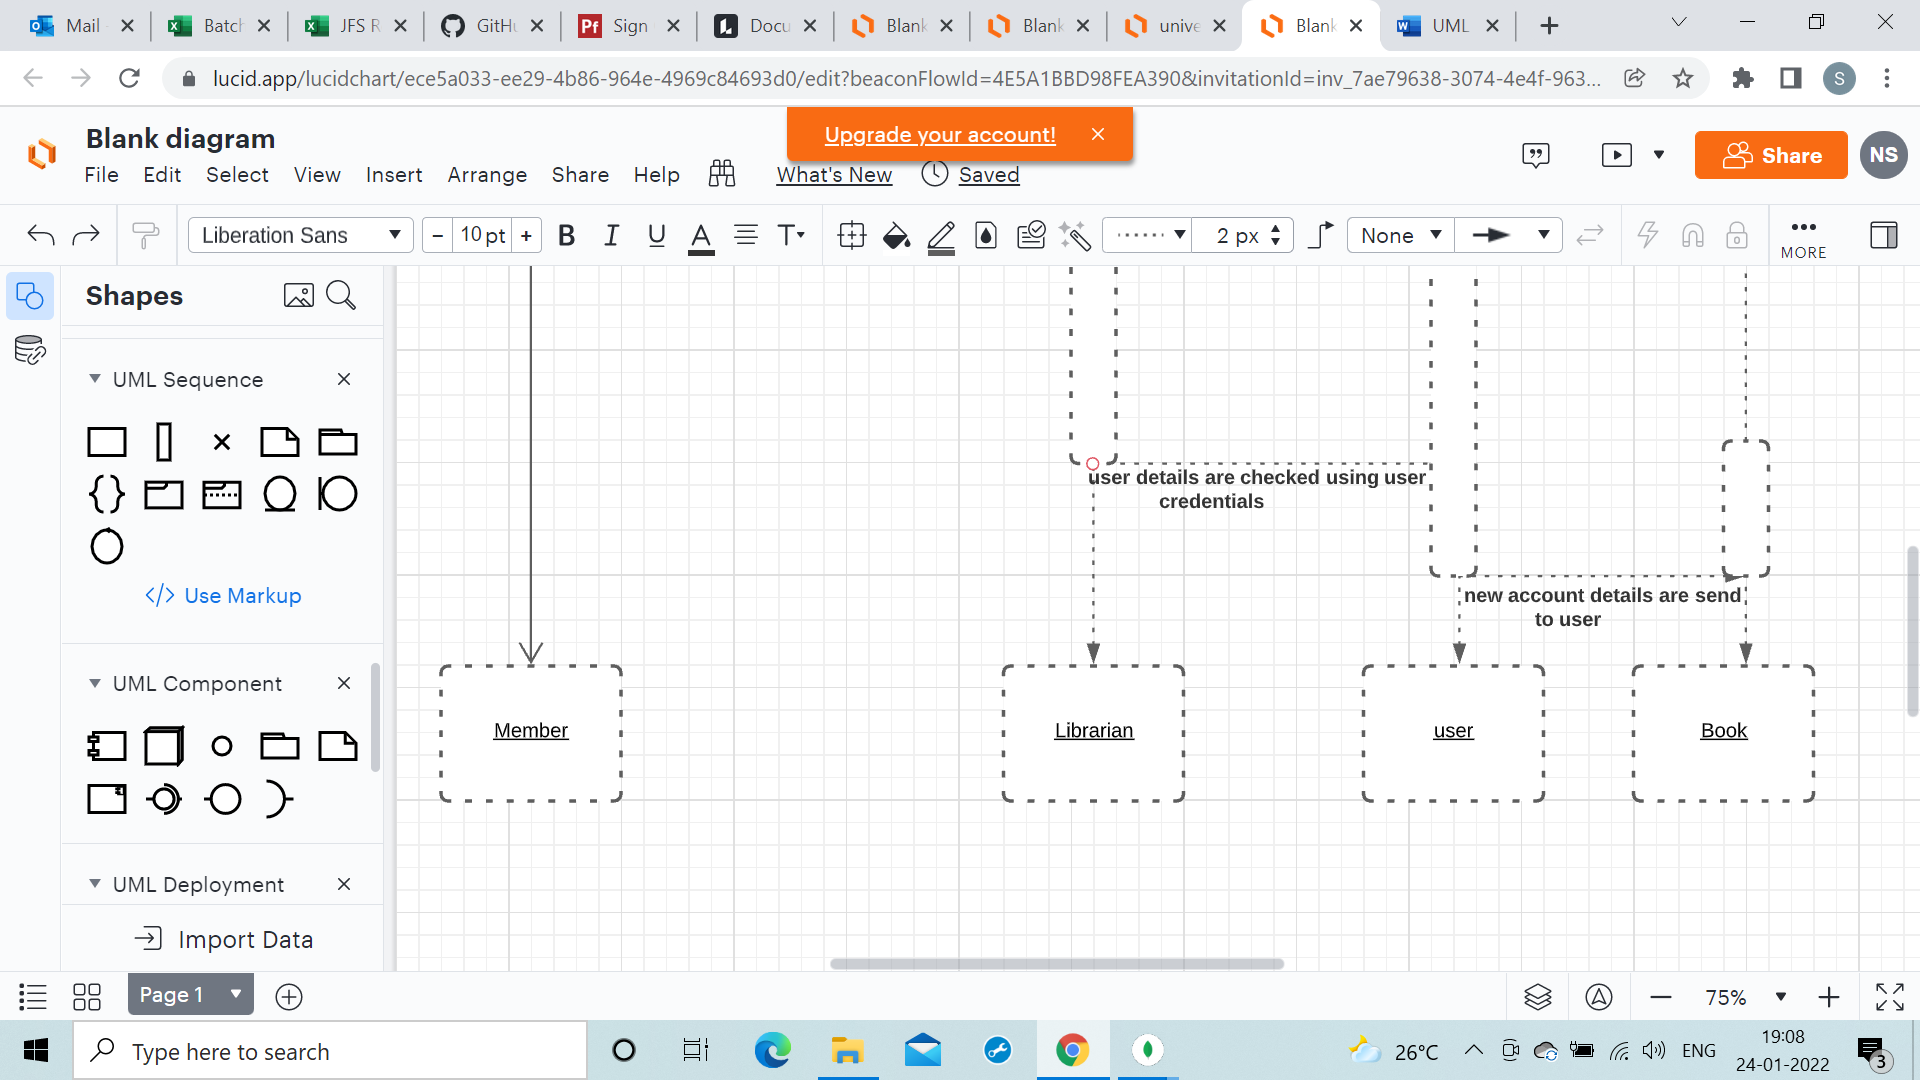 Mail
Batch
JFS R
GitHu
Pf Sign
Docu
Blank
Blank
unive
Blank
UML
lucid.app/lucidchart/ece5a033-ee29-4b86-964e-4969c84693d0/edit?beaconFlowId=4E5A1BBD98FEA390&invitationId=inv_7ae79638-3074-4e4f-963...
S
Upgrade your account!
Blank diagram
File Edit Select View Insert Arrange Share Help What's New Saved
Share
NS
Liberation Sans
- 10 pt +
B I U A T
2 px
None
MORE
Shapes
UML Sequence
Use Markup
UML Component
UML Deployment
Import Data
user details are checked using user
credentials
new account details are send
to user
Member
Librarian
user
Book
Page 1
75%
Type here to search
26°C
ENG
19:08
24-01-2022
3